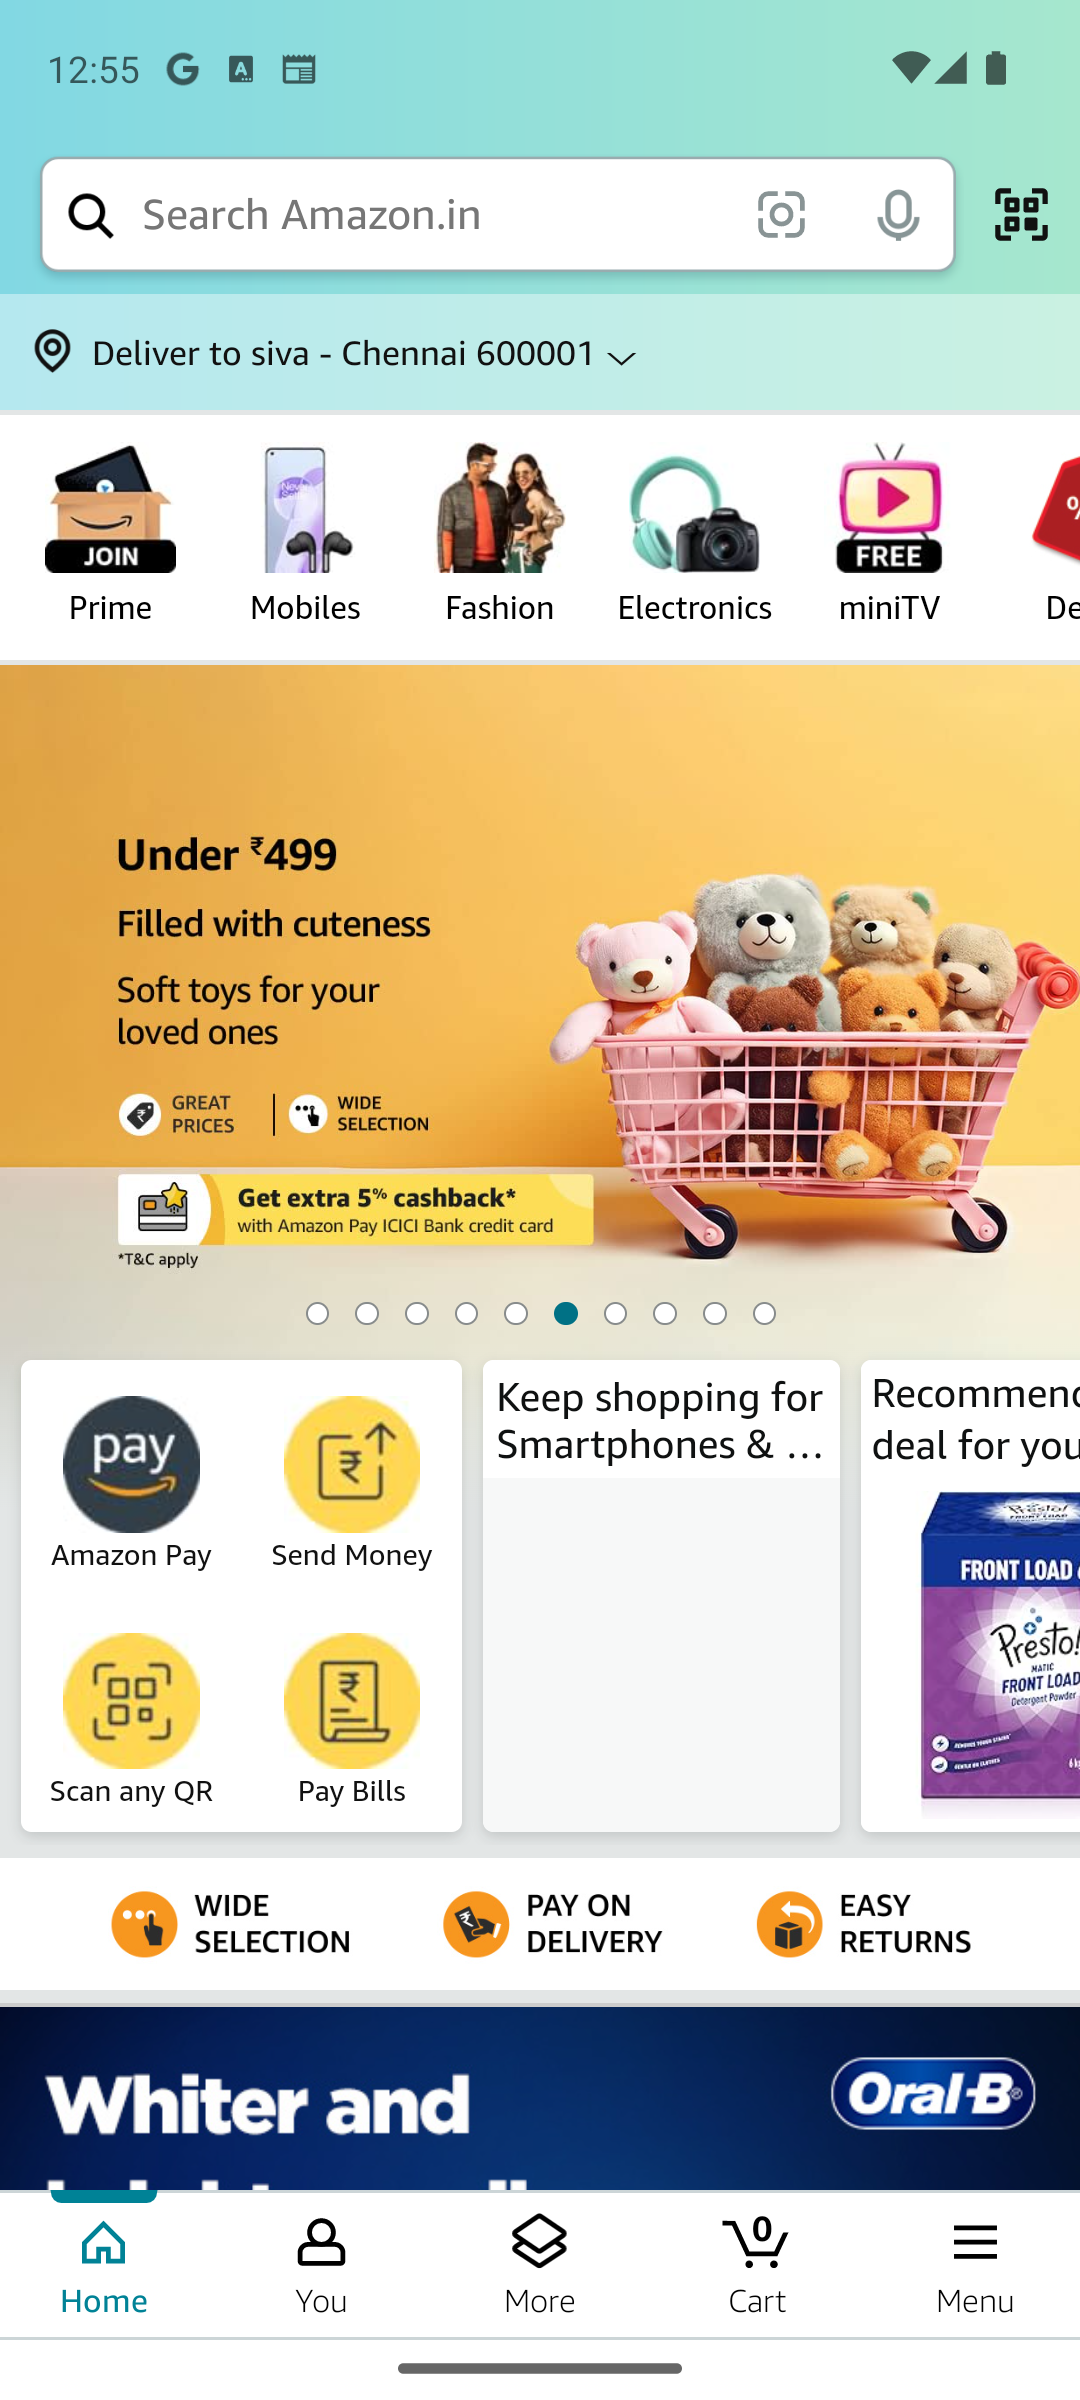 12:55
Search Amazon.in
Deliver to siva - Chennai 600001
JOIN
FREE
Prime
Mobiles
Fashion
Electronics
miniTV
De
Under ₹499
Filled with cuteness
Soft toys for your
loved ones
GREAT
PRICES
WIDE
SELECTION
Get extra 5% cashback*
with Amazon Pay ICICI Bank credit card
*T&C apply
pay
Amazon Pay
Send Money
Scan any QR
Pay Bills
Keep shopping for
Smartphones & ...
Recommend
deal for you
Presto!
FRONT LOAD
Presto!
MATIC
FRONT LOAD
Detergent Powder
WIDE
SELECTION
PAY ON
DELIVERY
EASY
RETURNS
Whiter and
Oral-B
Home
You
More
0
Cart
Menu